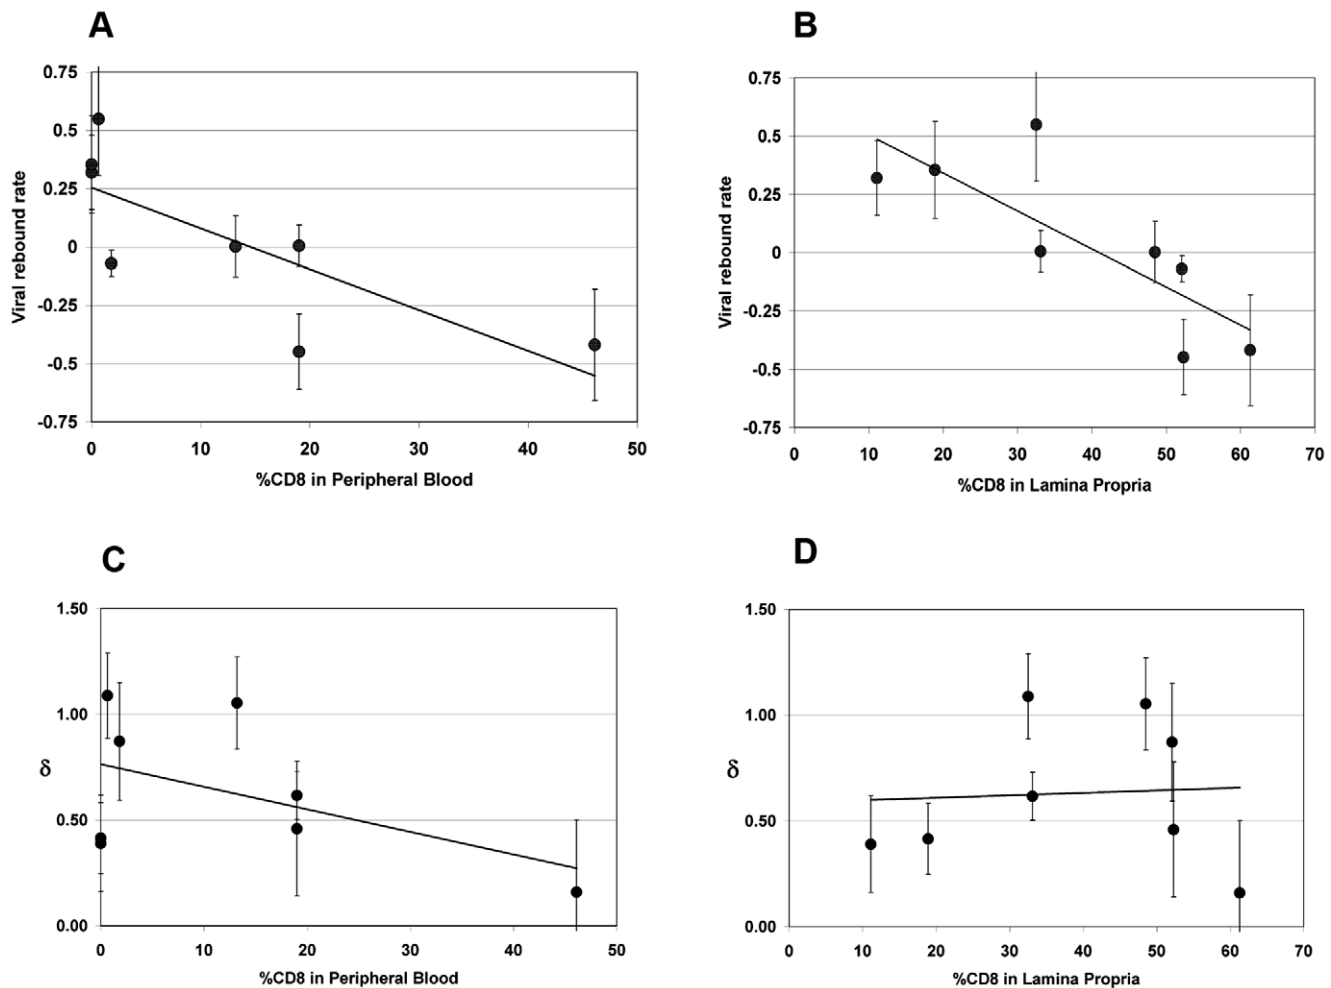 A
0.75
0.5
0.25
0
-0.25
-0.5
-0.75
Viral rebound rate
0 10 20 30 40 50
%CD8 in Peripheral Blood
B
0.75
0.5
0.25
0
-0.25
-0.5
-0.75
Viral rebound rate
0 10 20 30 40 50 60 70
%CD8 in Lamina Propria
C
1.50
1.00
0.50
0.00
δ
0 10 20 30 40 50
%CD8 in Peripheral Blood
D
1.50
1.00
0.50
0.00
δ
0 10 20 30 40 50 60 70
%CD8 in Lamina Propria